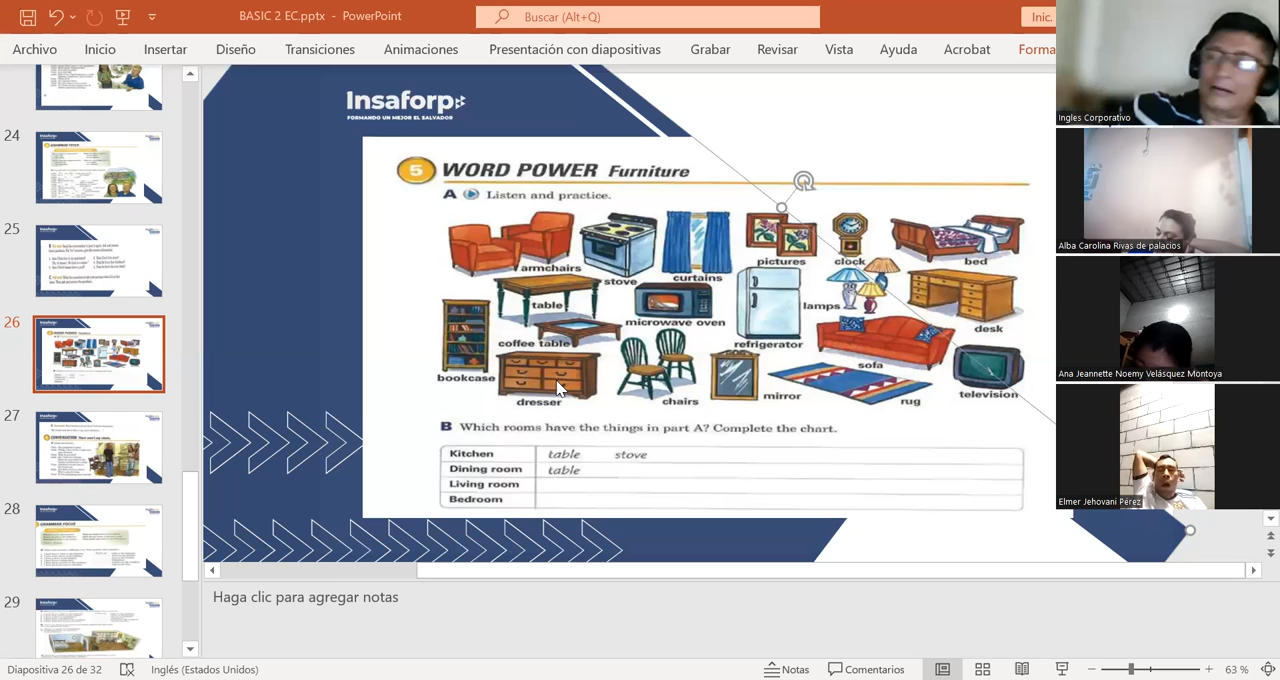 BASIC 2 EC.pptx - PowerPoint
Buscar (Alt+Q)
Inic.
Archivo Inicio Insertar Diseño Transiciones Animaciones Presentación con diapositivas Grabar Revisar Vista Ayuda Acrobat Forma
Ingles Corporativo
Alba Carolina Rivas de palacios
Ana Jeannette Noemy Velásquez Montoya
Elmer Jehovani Pérez
24
25
26
27
28
29
Insaforp
FORMANDO UN MEJOR EL SALVADOR
5 WORD POWER Furniture
A Listen and practice.
armchairs
stove
curtains
pictures
clock
bed
table
microwave oven
lamps
coffee table
refrigerator
desk
bookcase
dresser
chairs
mirror
sofa
rug
television
B Which rooms have the things in part A? Complete the chart.
Kitchen table stove
Dining room table
Living room
Bedroom
Haga clic para agregar notas
Diapositiva 26 de 32 Inglés (Estados Unidos) Notas Comentarios 63 %